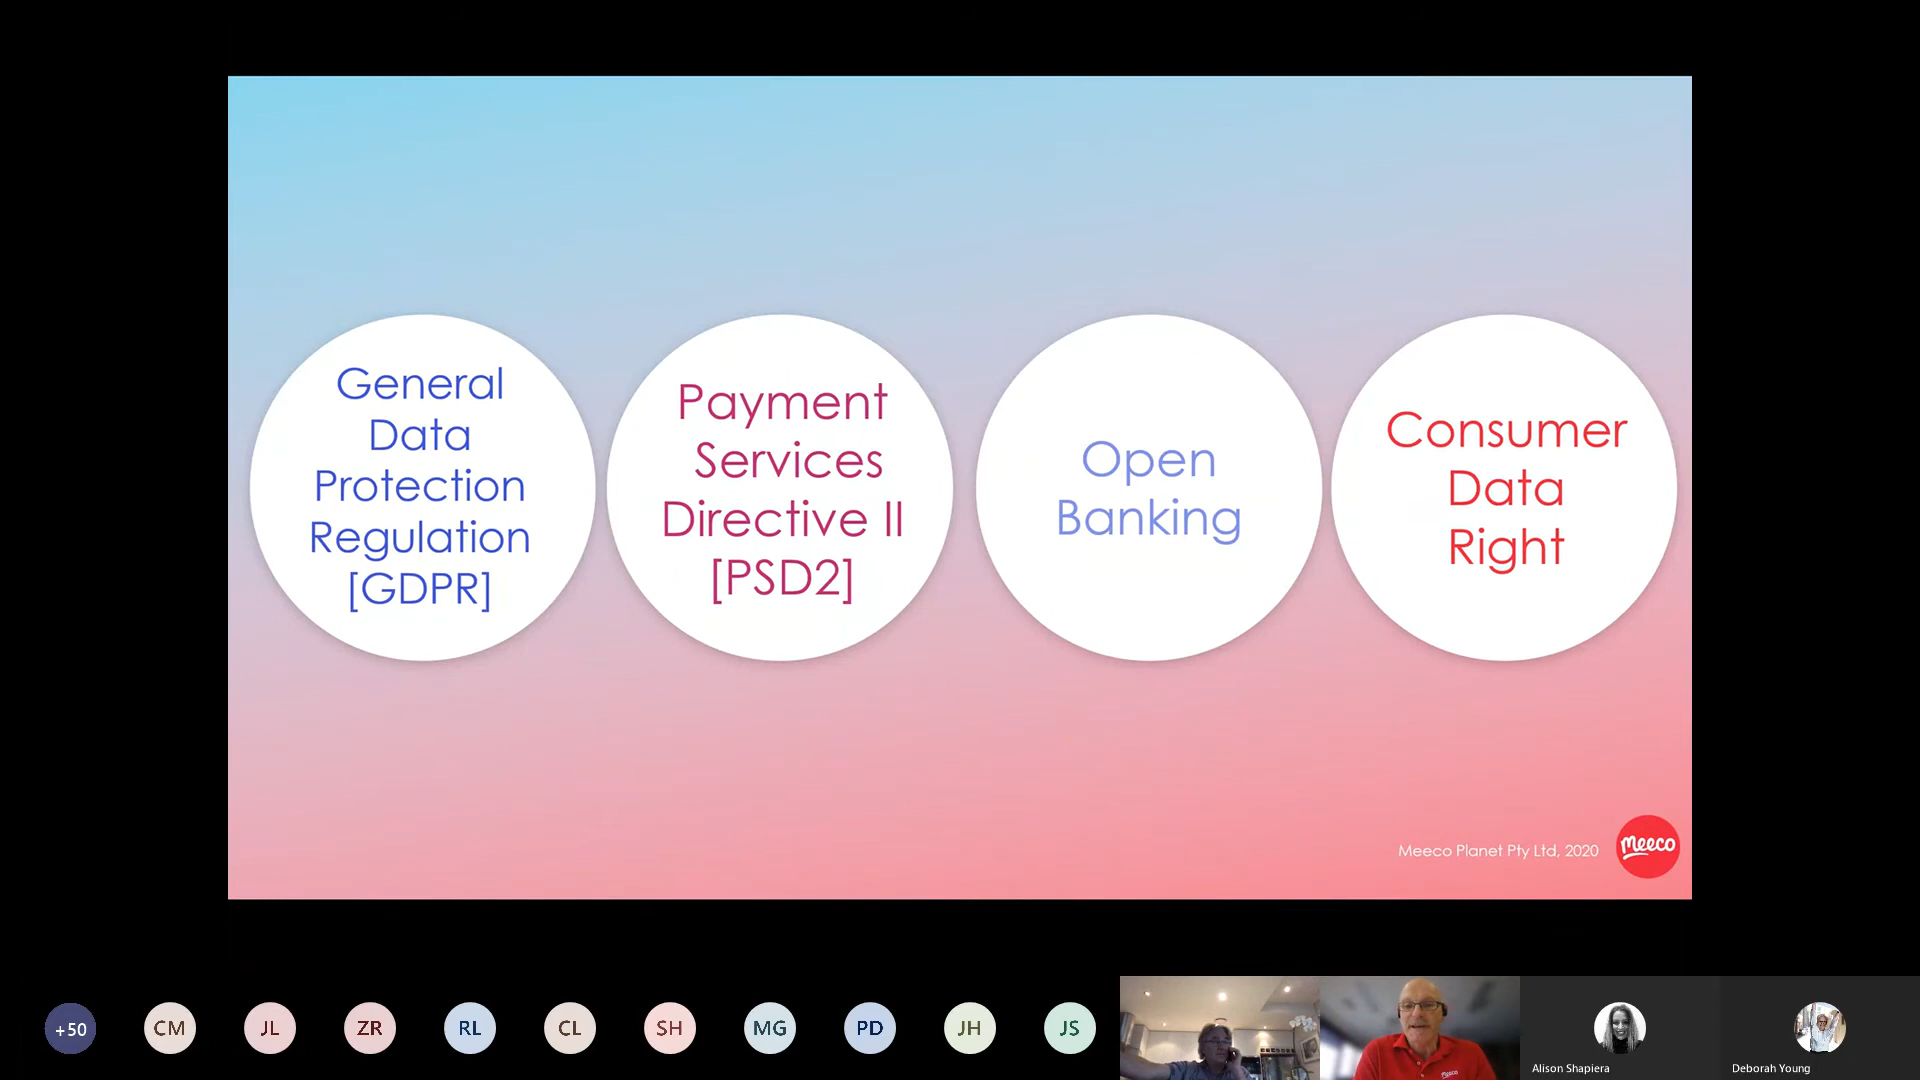 General
Data
Protection
Regulation
[GDPR]
Payment
Services
Directive II
[PSD2]
Open
Banking
Consumer
Data
Right
Meeco Planet Pty Ltd, 2020
meeco
+50
CM
JL
ZR
RL
CL
SH
MG
PD
JH
JS
meeco
Alison Shapiera
Deborah Young